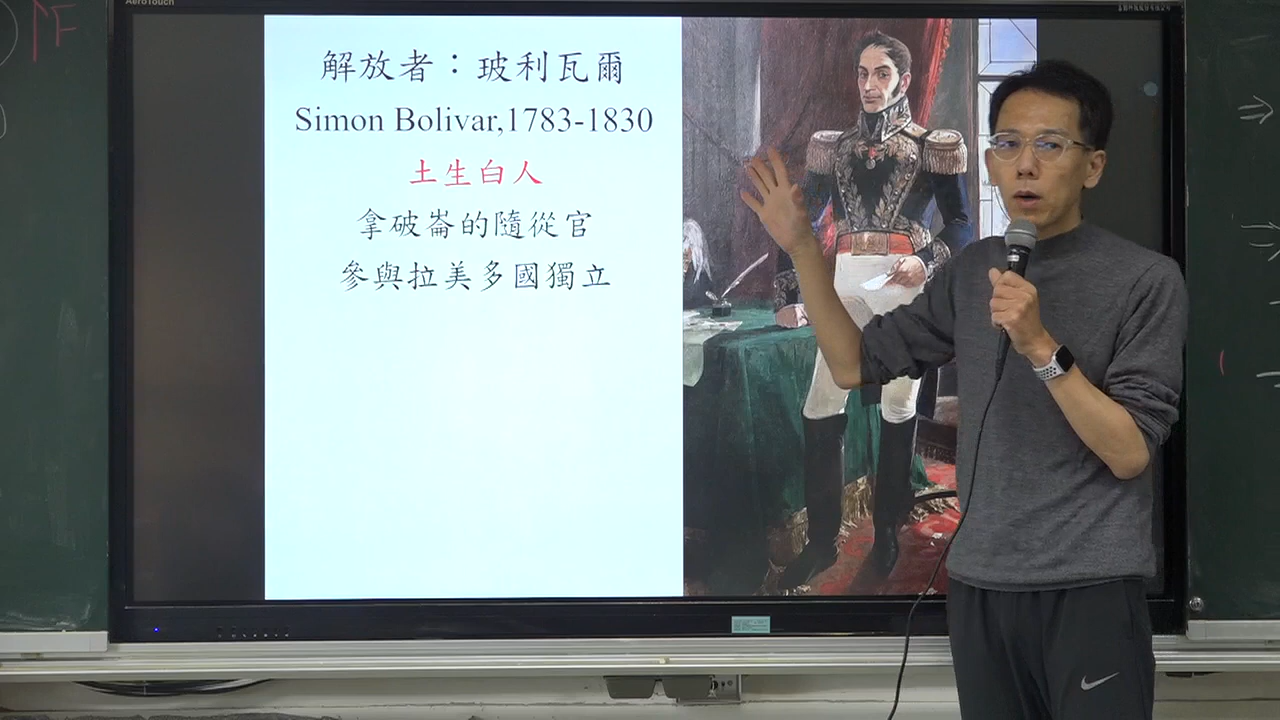 AeroTouch
解放者：玻利瓦爾
Simon Bolivar,1783-1830
土生白人
拿破崙的隨從官
參與拉美多國獨立